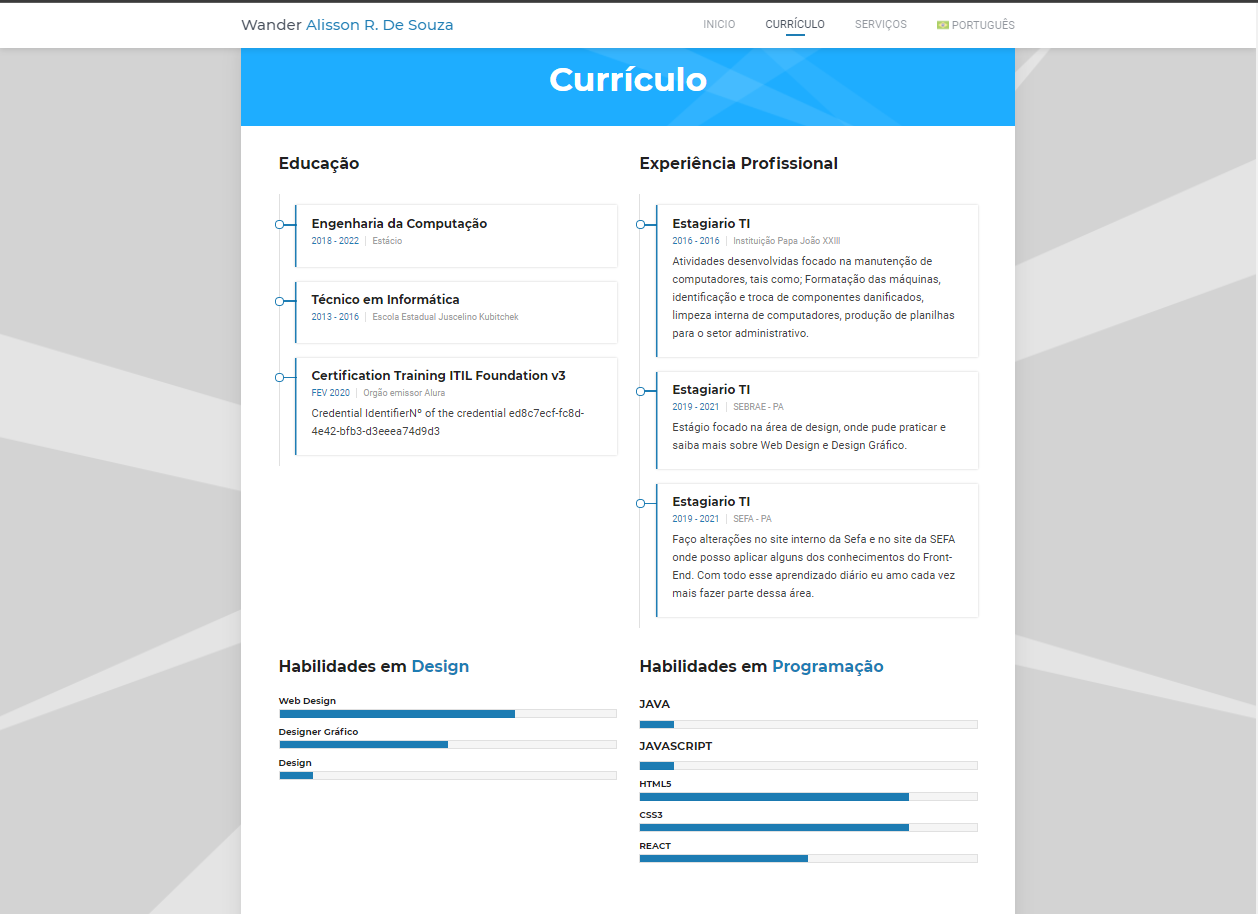 Wander Alisson R. De Souza
INICIO
CURRÍCULO
SERVIÇOS
PORTUGUÊS
Currículo
Educação
Engenharia da Computação
2018 - 2022 | Estácio
Técnico em Informática
2013 - 2016 | Escola Estadual Juscelino Kubitchek
Certification Training ITIL Foundation v3
FEV 2020 | Orgão emissor Alura
Credential IdentifierNº of the credential ed8c7ecf-fc8d-
4e42-bfb3-d3eeea74d9d3
Experiência Profissional
Estagiario TI
2016 - 2016 | Instituição Papa João XXIII
Atividades desenvolvidas focado na manutenção de
computadores, tais como; Formatação das máquinas,
identificação e troca de componentes danificados,
limpeza interna de computadores, produção de planilhas
para o setor administrativo.
Estagiario TI
2019 - 2021 | SEBRAE - PA
Estágio focado na área de design, onde pude praticar e
saiba mais sobre Web Design e Design Gráfico.
Estagiario TI
2019 - 2021 | SEFA - PA
Faço alterações no site interno da Sefa e no site da SEFA
onde posso aplicar alguns dos conhecimentos do Front-
End. Com todo esse aprendizado diário eu amo cada vez
mais fazer parte dessa área.
Habilidades em Design
Web Design
Designer Gráfico
Design
Habilidades em Programação
JAVA
JAVASCRIPT
HTML5
CSS3
REACT